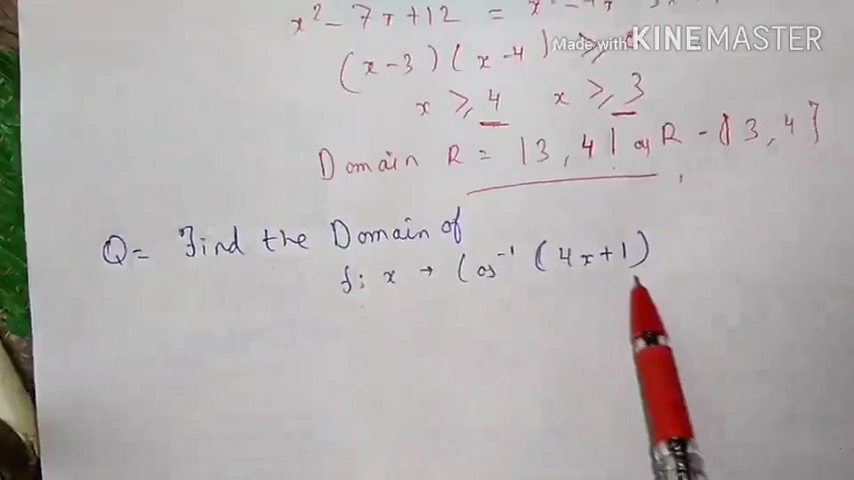 x² - 7x + 12 =
(x-3)(x-4) ≥
Made with KINEMASTER
x ≥ 4 x ≥ 3
Domain R = |3, 4| or R - {3, 4}
Q = Find the Domain of
f: x → Cos⁻¹ (4x+1)